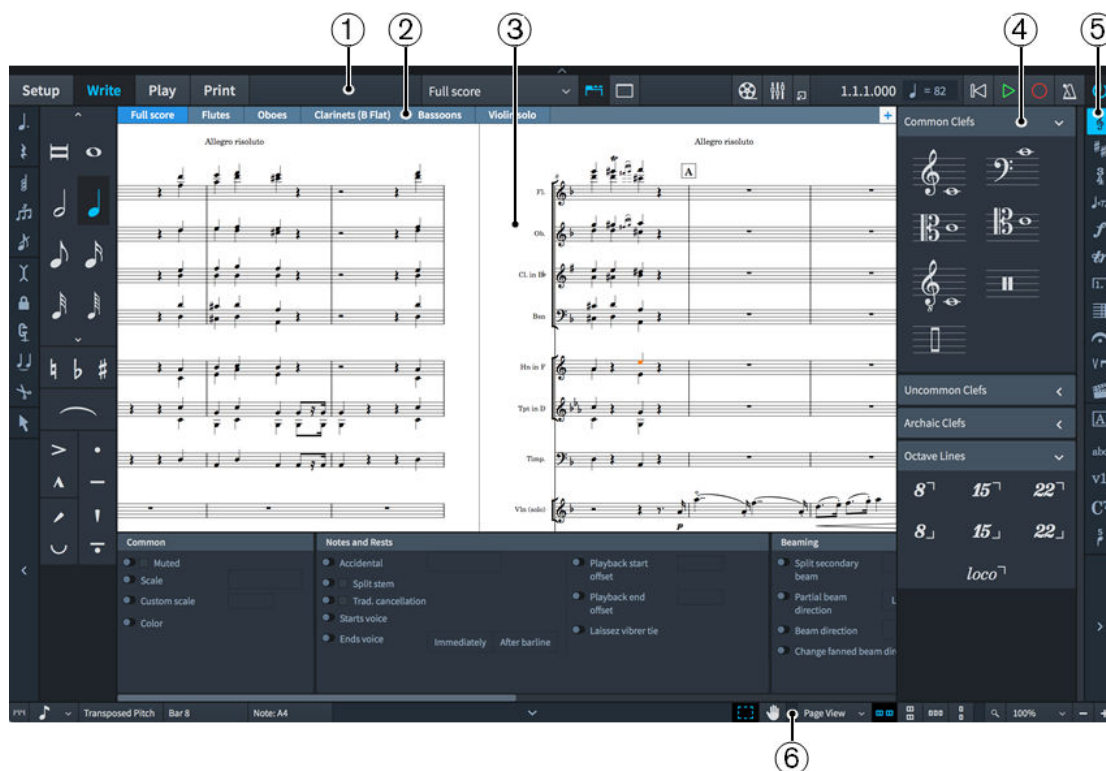 1 2 3 4 5
Setup Write Play Print Full score 1.1.1.000 = 82
Full score Flutes Oboes Clarinets (B Flat) Bassoons Violin solo +
Common Clefs
Allegro risoluto Allegro risoluto
A
Fl.
Ob.
Cl. in B♭
Bsn
Hn in F
Tpt in D
Timp.
Vln (solo)
p
Uncommon Clefs
Archaic Clefs
Octave Lines
8 15 22
8 15 22
loco
Common Notes and Rests Beaming
Muted Accidental Playback start offset Split secondary beam
Scale Split stem
Custom scale Trad. cancellation Playback end offset Partial beam direction
Color Starts voice
Ends voice Immediately After barline Laissez vibrer tie Beam direction
Change fanned beam dir
Transposed Pitch Bar 8 Note: A4 Page View 100%
6